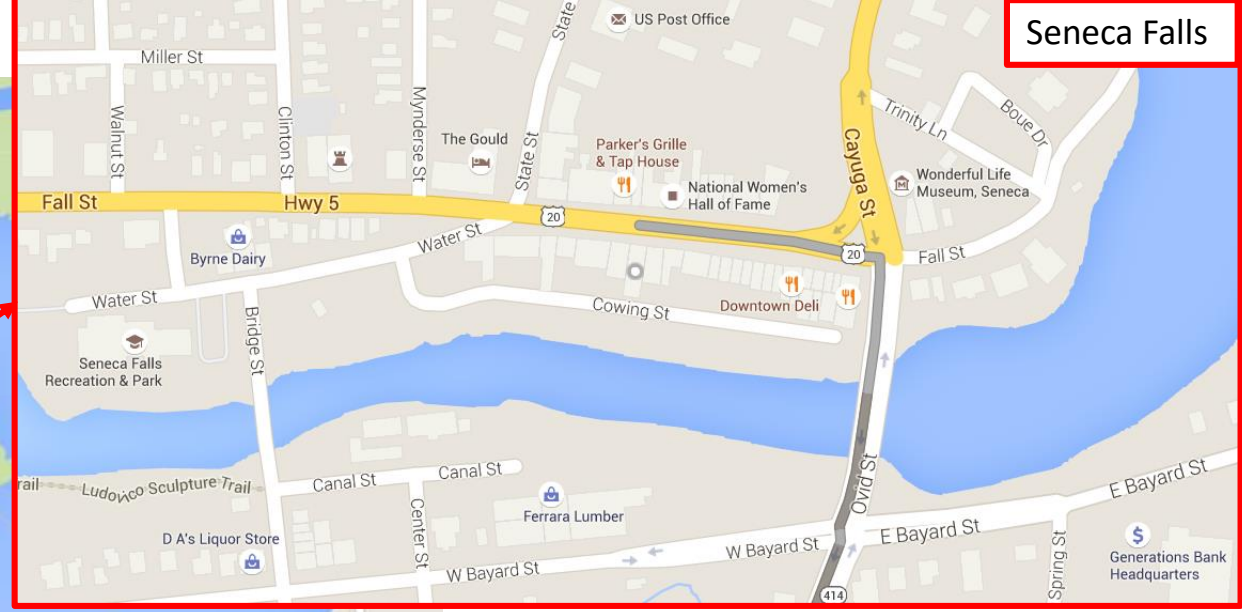 Seneca Falls
State
US Post Office
Miller St
Walnut St
Clinton St
Mynderse St
The Gould
State St
Parker's Grille
& Tap House
National Women's
Hall of Fame
Cayuga St
Trinity Ln
Boue Dr
Wonderful Life
Museum, Seneca
Fall St
Hwy 5
20
Water St
20
Fall St
Byrne Dairy
Water St
Cowing St
Downtown Deli
Bridge St
Seneca Falls
Recreation & Park
Ovid St
rail
Ludovico Sculpture Trail
Canal St
Canal St
Center St
Ferrara Lumber
E Bayard St
D A's Liquor Store
W Bayard St
W Bayard St
E Bayard St
Spring St
$
Generations Bank
Headquarters
414